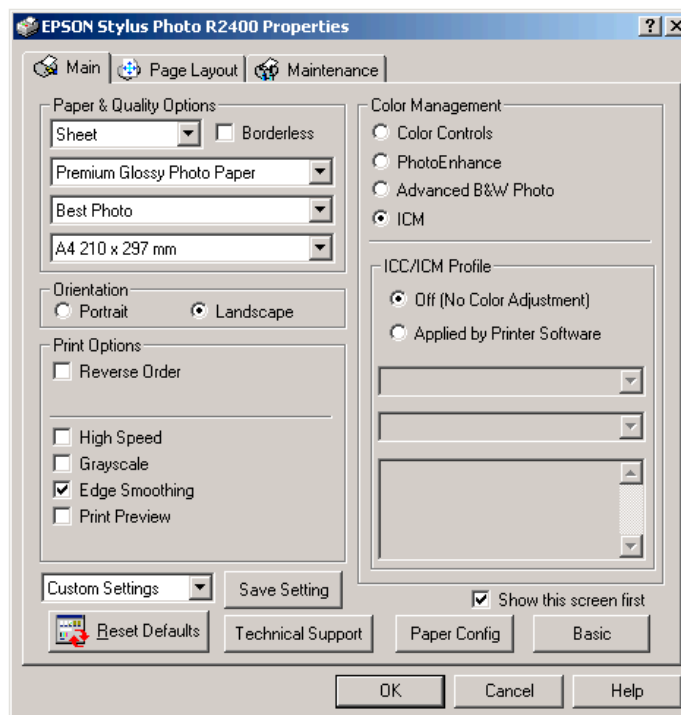 EPSON Stylus Photo R2400 Properties
Main
Page Layout
Maintenance
Paper & Quality Options
Sheet
Borderless
Premium Glossy Photo Paper
Best Photo
A4 210 x 297 mm
Orientation
Portrait
Landscape
Print Options
Reverse Order
High Speed
Grayscale
Edge Smoothing
Print Preview
Color Management
Color Controls
PhotoEnhance
Advanced B&W Photo
ICM
ICC/ICM Profile
Off (No Color Adjustment)
Applied by Printer Software
Custom Settings
Save Setting
Show this screen first
Reset Defaults
Technical Support
Paper Config
Basic
OK
Cancel
Help